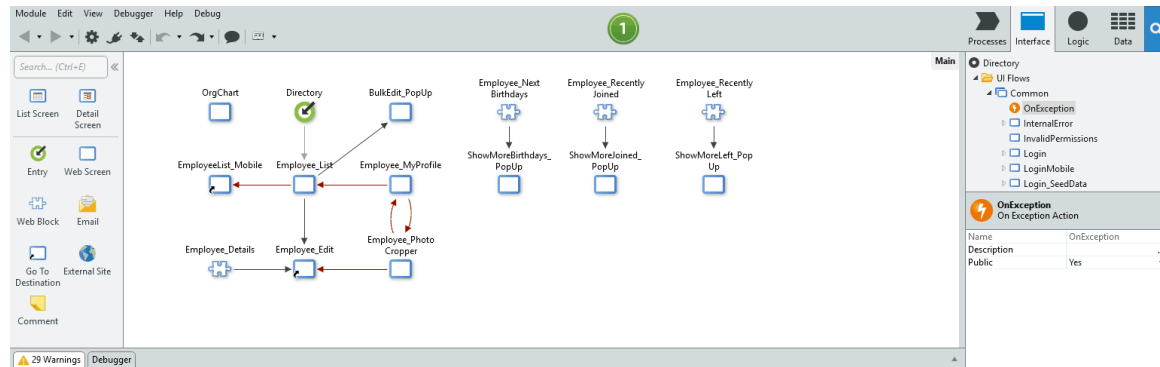 Module Edit View Debugger Help Debug
1
Processes Interface Logic Data
Search... (Ctrl+E)
List Screen
Detail
Screen
Entry
Web Screen
Web Block
Email
Go To
Destination
External Site
Comment
Main
OrgChart
Directory
BulkEdit_PopUp
Employee_Next
Birthdays
Employee_Recently
Joined
Employee_Recently
Left
EmployeeList_Mobile
Employee_List
Employee_MyProfile
ShowMoreBirthdays_
PopUp
ShowMoreJoined_
PopUp
ShowMoreLeft_Pop
Up
Employee_Details
Employee_Edit
Employee_Photo
Cropper
Directory
UI Flows
Common
OnException
InternalError
InvalidPermissions
Login
LoginMobile
Login_SeedData
OnException
On Exception Action
Name OnException
Description
Public Yes
29 Warnings Debugger